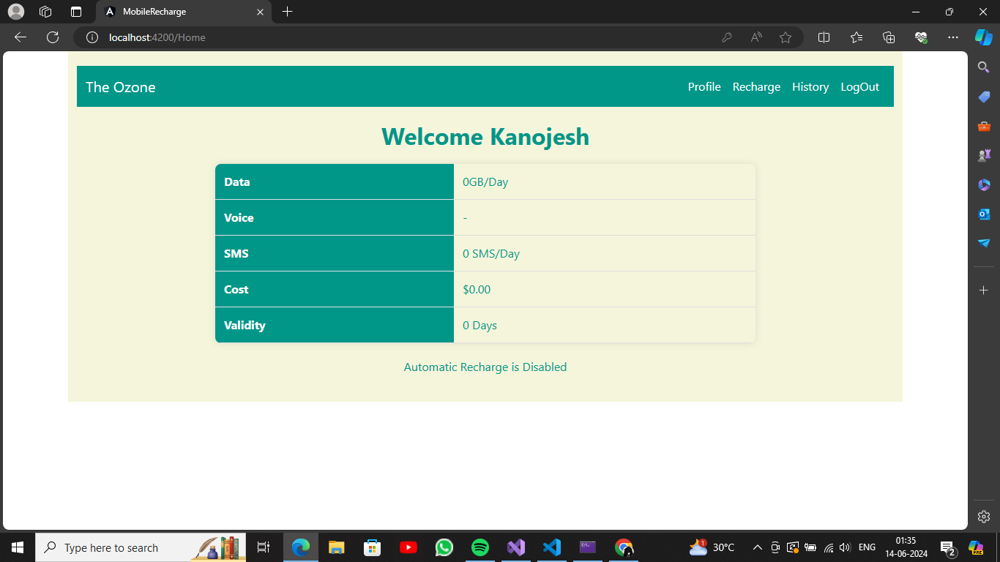 MobileRecharge
localhost:4200/Home
The Ozone
Profile Recharge History LogOut
Welcome Kanojesh
Data 0GB/Day
Voice -
SMS 0 SMS/Day
Cost $0.00
Validity 0 Days
Automatic Recharge is Disabled
Type here to search
1
30°C
ENG
01:35
14-06-2024
2
PRE